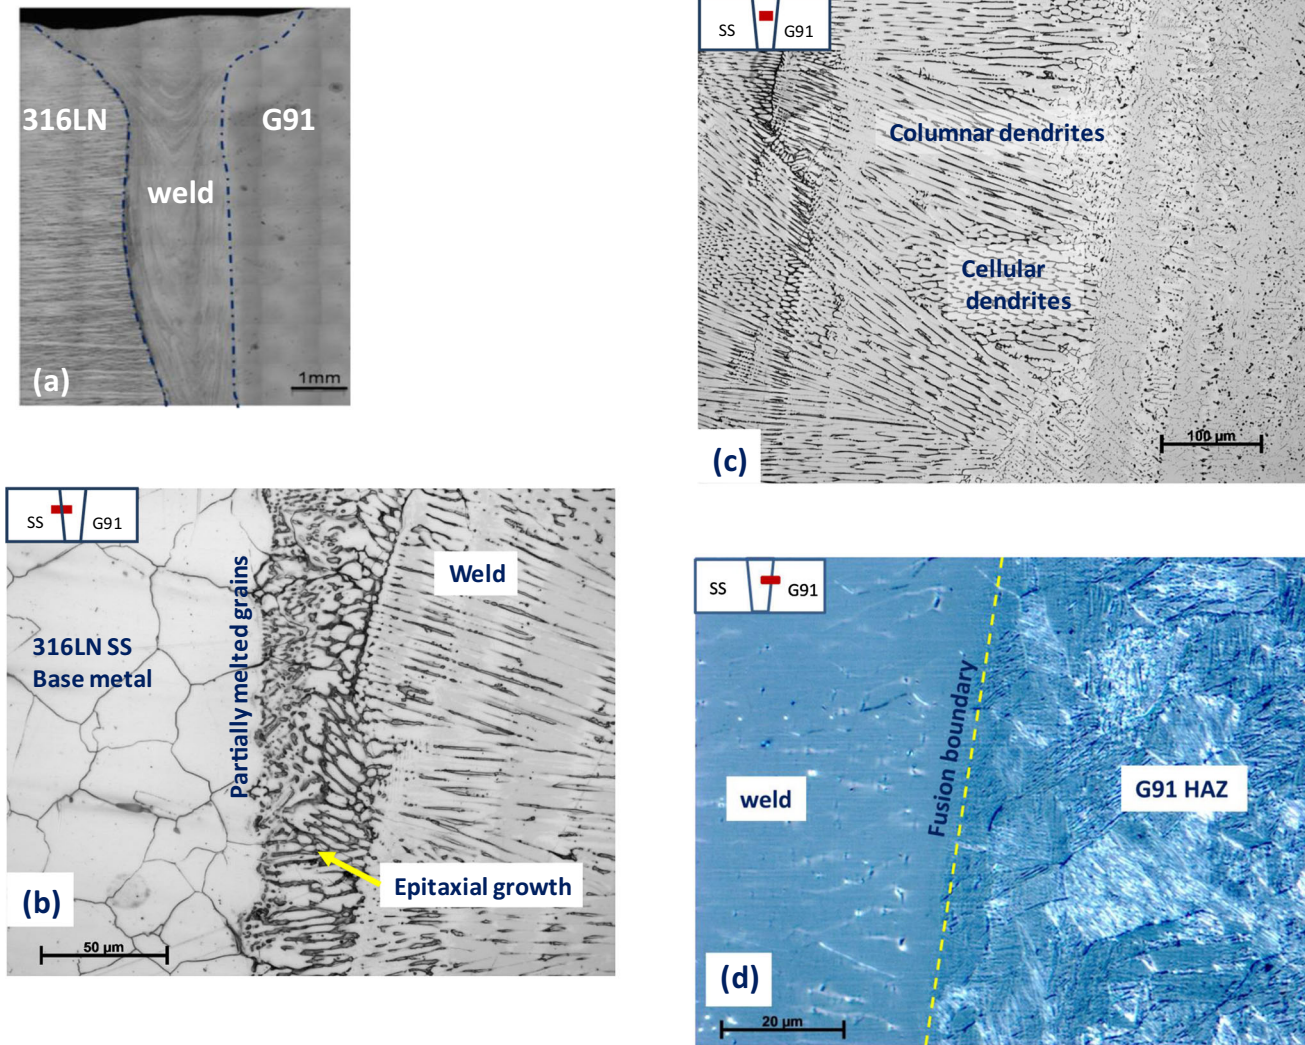 316LN
G91
weld
(a)
1mm
SS
G91
Columnar dendrites
Cellular
dendrites
(c)
100 µm
SS
G91
Partially melted grains
Weld
316LN SS
Base metal
Epitaxial growth
(b)
50 µm
SS
G91
Fusion boundary
weld
G91 HAZ
(d)
20 µm